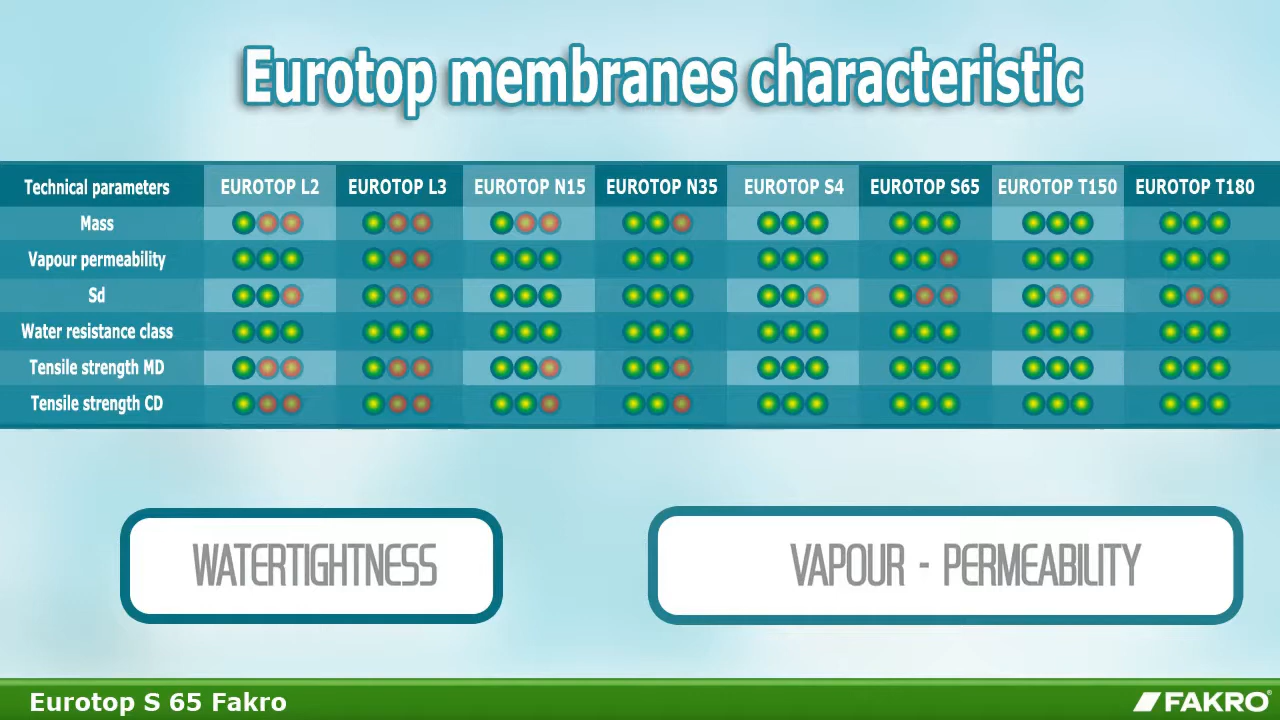 Eurotop membranes characteristic
Technical parameters EUROTOP L2 EUROTOP L3 EUROTOP N15 EUROTOP N35 EUROTOP S4 EUROTOP S65 EUROTOP T150 EUROTOP T180
Mass
Vapour permeability
Sd
Water resistance class
Tensile strength MD
Tensile strength CD
WATERTIGHTNESS VAPOUR - PERMEABILITY
Eurotop S 65 Fakro FAKRO®